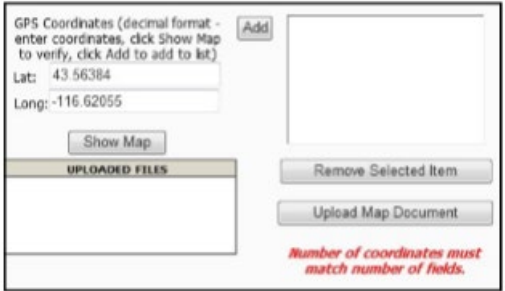 GPS Coordinates (decimal format -
enter coordinates, click Show Map
to verify, click Add to add to list)
Add
Lat: 43.56384
Long: -116.62055
Show Map
UPLOADED FILES
Remove Selected Item
Upload Map Document
Number of coordinates must
match number of fields.